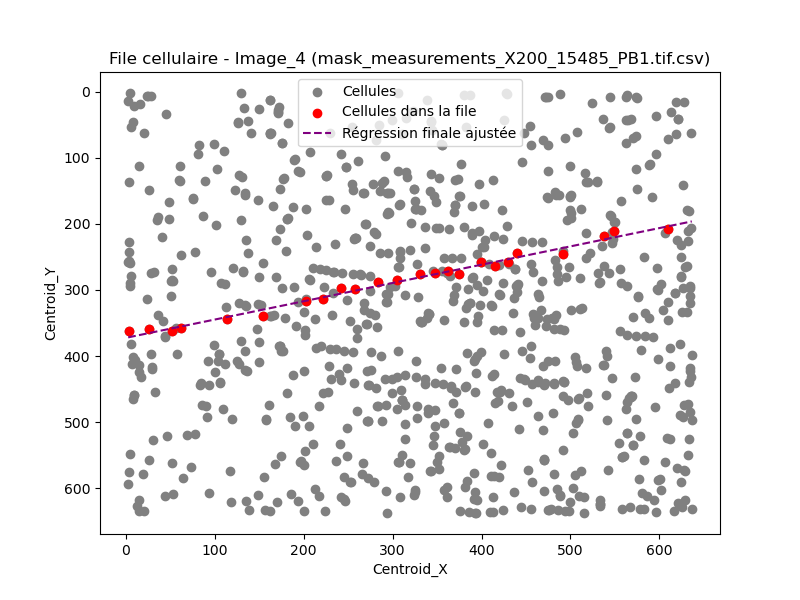 File cellulaire - Image_4 (mask_measurements_X200_15485_PB1.tif.csv)
Cellules
Cellules dans la file
Régression finale ajustée
Centroid_Y
0
100
200
300
400
500
600
0 100 200 300 400 500 600
Centroid_X